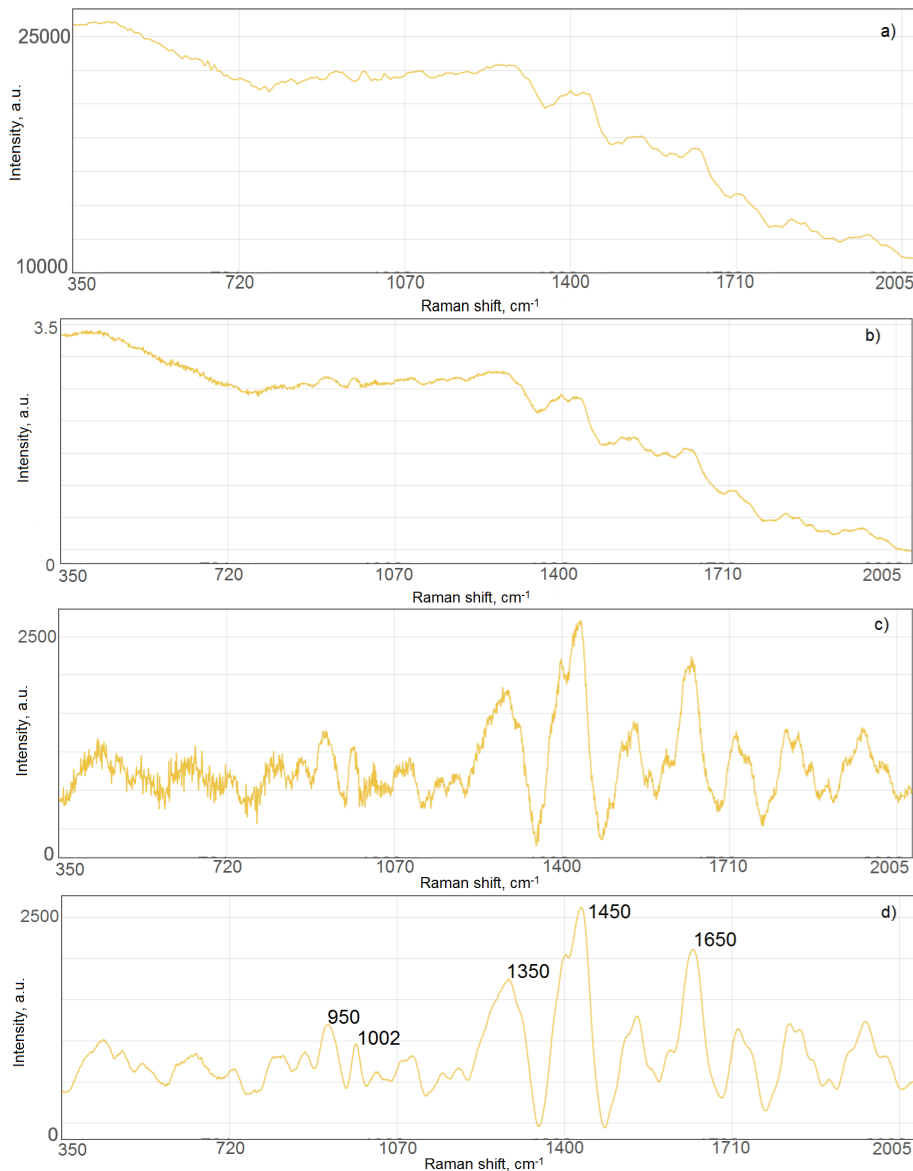 a)
25000
Intensity, a.u.
10000
350 720 1070 1400 1710 2005
Raman shift, cm-1
b)
3.5
Intensity, a.u.
0
350 720 1070 1400 1710 2005
Raman shift, cm-1
c)
2500
Intensity, a.u.
0
350 720 1070 1400 1710 2005
Raman shift, cm-1
d)
2500
1450
1650
1350
950
1002
Intensity, a.u.
0
350 720 1070 1400 1710 2005
Raman shift, cm-1